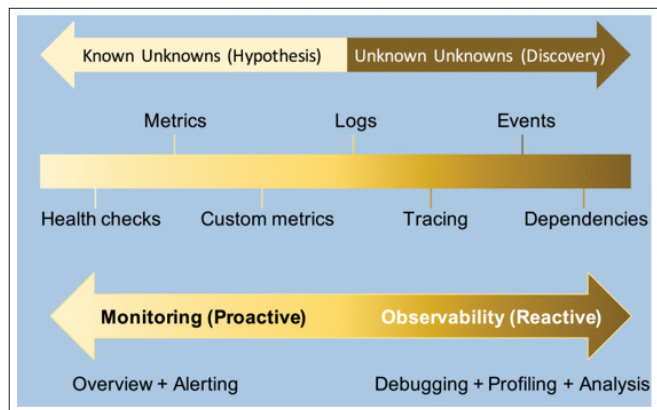 Known Unknowns (Hypothesis) Unknown Unknowns (Discovery)
Metrics Logs Events
Health checks Custom metrics Tracing Dependencies
Monitoring (Proactive) Observability (Reactive)
Overview + Alerting Debugging + Profiling + Analysis